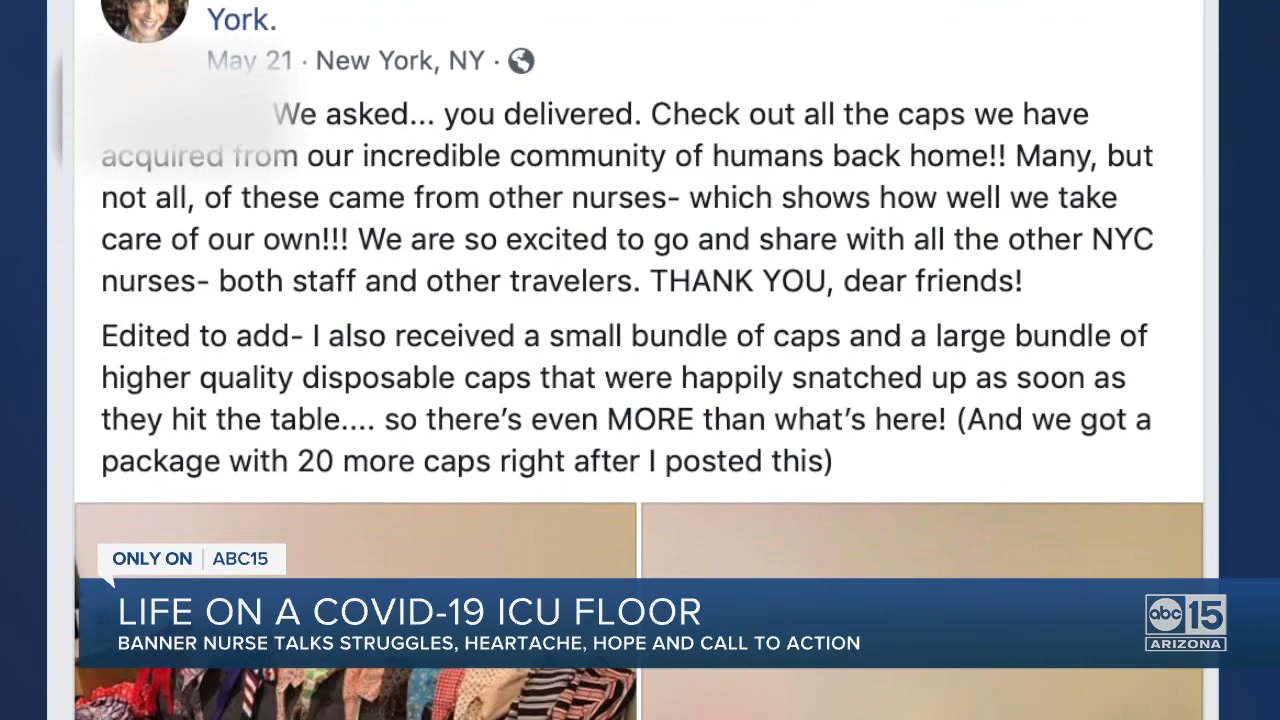 York.
May 21 · New York, NY ·
We asked... you delivered. Check out all the caps we have
acquired from our incredible community of humans back home!! Many, but
not all, of these came from other nurses- which shows how well we take
care of our own!!! We are so excited to go and share with all the other NYC
nurses- both staff and other travelers. THANK YOU, dear friends!
Edited to add- I also received a small bundle of caps and a large bundle of
higher quality disposable caps that were happily snatched up as soon as
they hit the table.... so there's even MORE than what's here! (And we got a
package with 20 more caps right after I posted this)
ONLY ON | ABC15
LIFE ON A COVID-19 ICU FLOOR
BANNER NURSE TALKS STRUGGLES, HEARTACHE, HOPE AND CALL TO ACTION
abc 15
ARIZONA